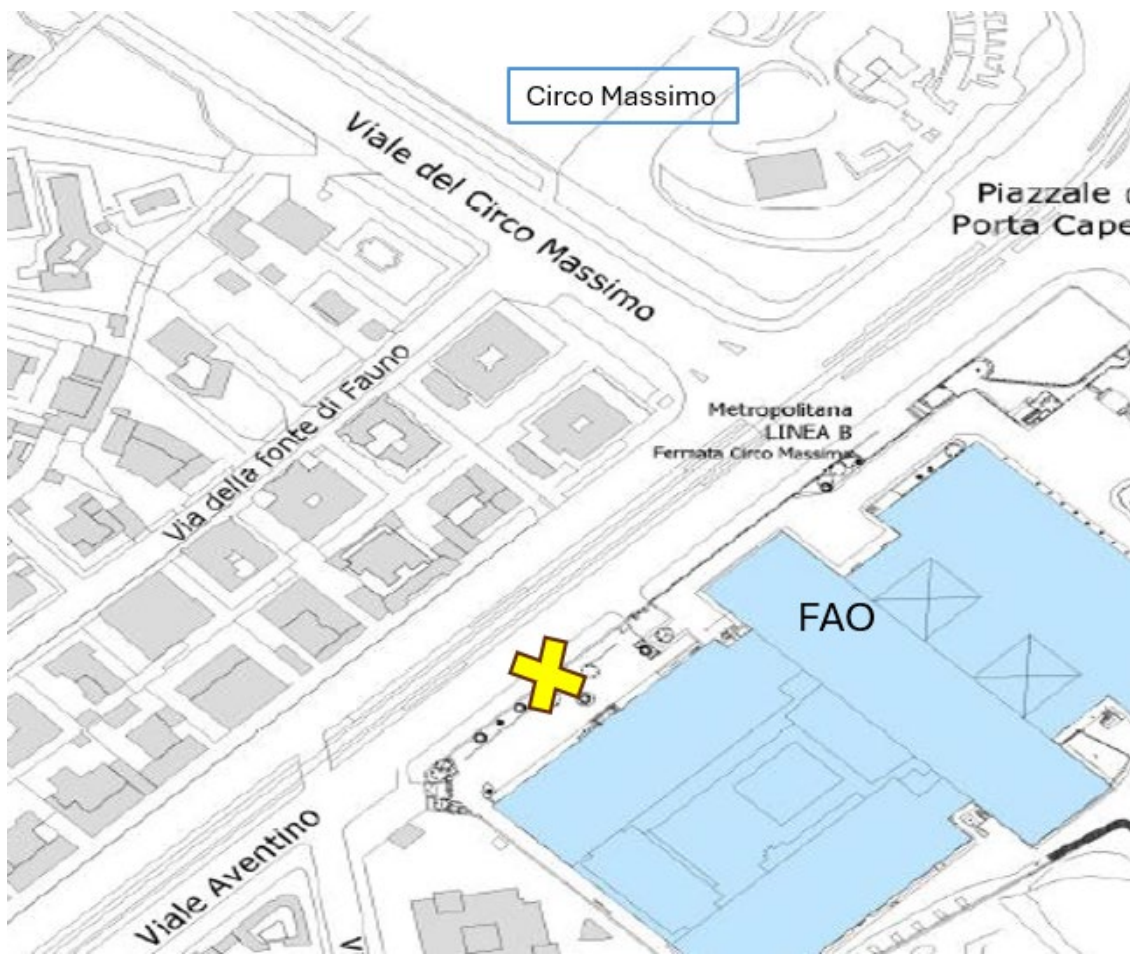 Circo Massimo
Viale del Circo Massimo
Piazzale
Porta Cape
Via della fonte di Fauno
Metropolitana
LINEA B
Fermata Circo Massimo
FAO
Viale Aventino
V